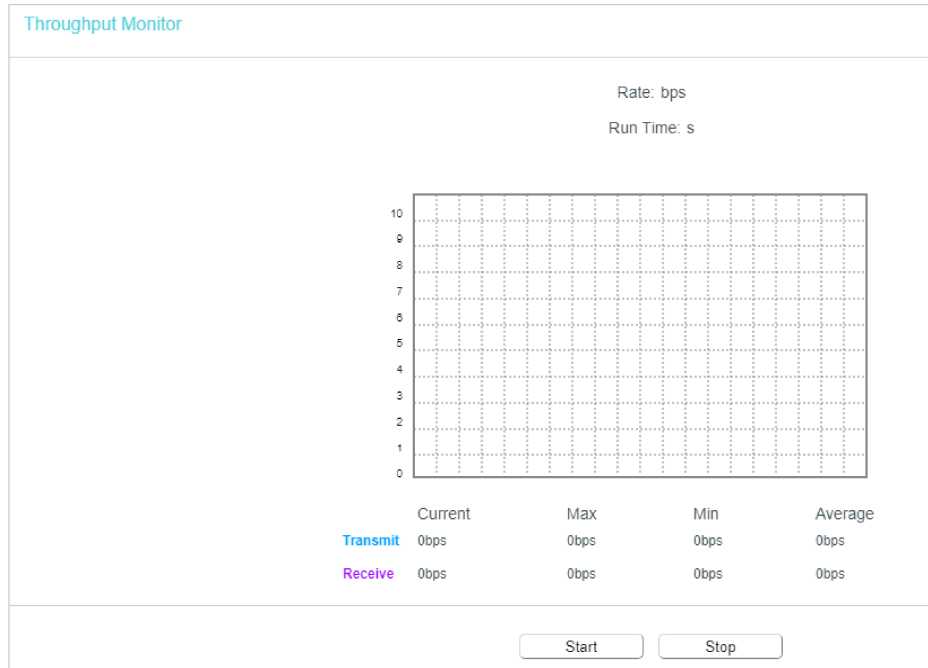 Throughput Monitor
Rate: bps
Run Time: s
10
9
8
7
6
5
4
3
2
1
0
Current Max Min Average
Transmit 0bps 0bps 0bps 0bps
Receive 0bps 0bps 0bps 0bps
Start Stop